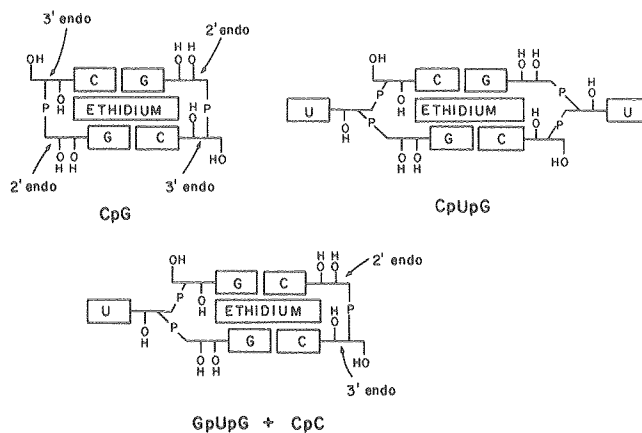 3' endo
2' endo
OH
H H
O O
C G
O
H
P ETHIDIUM P
H
O
G C
O O
H H
HO
2' endo
3' endo
CpG
OH
H H
O O
C G
O
H
P P
H
O
U ETHIDIUM U
O
H
P P
H
O
G C
O O
H H
HO
CpUpG
OH
H H
O O
2' endo
G C
O
H
P
U ETHIDIUM P
O
H
P
H
O
G C
O O
H H
HO
3' endo
GpUpG + CpC